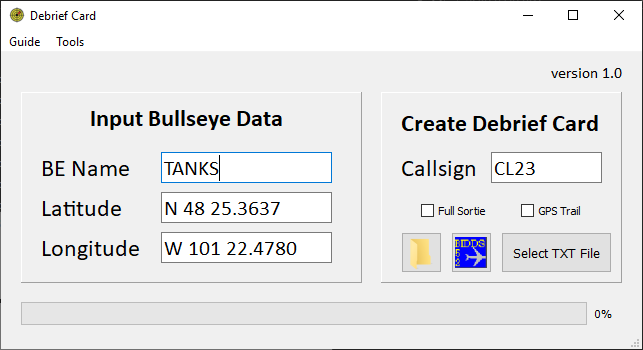 Debrief Card
Guide Tools
version 1.0
Input Bullseye Data
BE Name TANKS
Latitude N 48 25.3637
Longitude W 101 22.4780
Create Debrief Card
Callsign CL23
Full Sortie GPS Trail
Select TXT File
0%